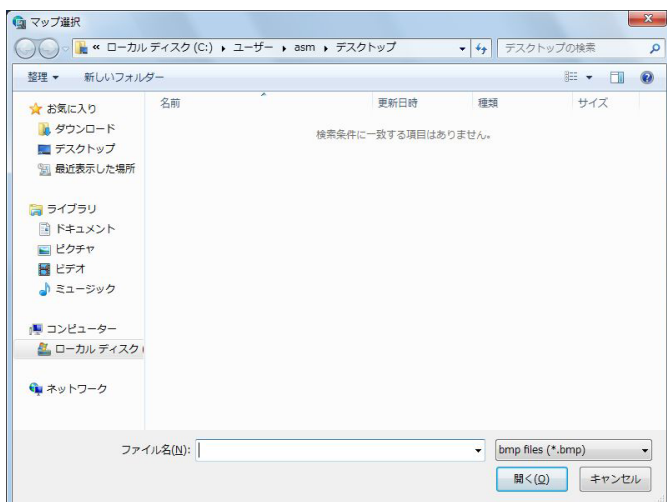 マップ選択
« ローカル ディスク (C:) ▸ ユーザー ▸ asm ▸ デスクトップ
デスクトップの検索
整理 ▼ 新しいフォルダー
名前 更新日時 種類 サイズ
検索条件に一致する項目はありません。
お気に入り
ダウンロード
デスクトップ
最近表示した場所
ライブラリ
ドキュメント
ピクチャ
ビデオ
ミュージック
コンピューター
ローカル ディスク (
ネットワーク
ファイル名(N):
bmp files (*.bmp)
開く(O) キャンセル